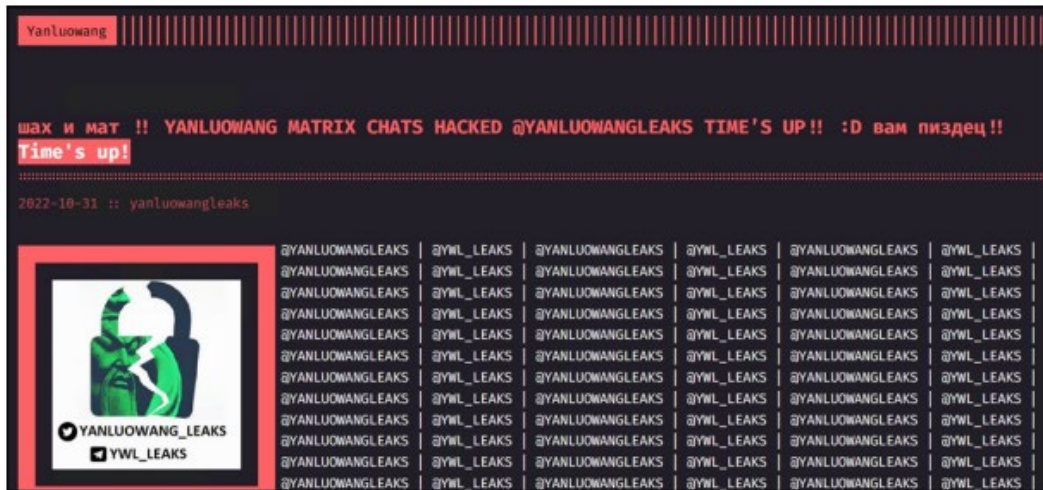 Yanluowang
шах и мат !! YANLUOWANG MATRIX CHATS HACKED @YANLUOWANGLEAKS TIME'S UP!! :D вам пиздец!!
Time's up!
2022-10-31 :: yanluowangleaks
@YANLUOWANGLEAKS | @YWL_LEAKS | @YANLUOWANGLEAKS | @YWL_LEAKS | @YANLUOWANGLEAKS | @YWL_LEAKS |
@YANLUOWANGLEAKS | @YWL_LEAKS | @YANLUOWANGLEAKS | @YWL_LEAKS | @YANLUOWANGLEAKS | @YWL_LEAKS |
@YANLUOWANGLEAKS | @YWL_LEAKS | @YANLUOWANGLEAKS | @YWL_LEAKS | @YANLUOWANGLEAKS | @YWL_LEAKS |
@YANLUOWANGLEAKS | @YWL_LEAKS | @YANLUOWANGLEAKS | @YWL_LEAKS | @YANLUOWANGLEAKS | @YWL_LEAKS |
@YANLUOWANGLEAKS | @YWL_LEAKS | @YANLUOWANGLEAKS | @YWL_LEAKS | @YANLUOWANGLEAKS | @YWL_LEAKS |
@YANLUOWANGLEAKS | @YWL_LEAKS | @YANLUOWANGLEAKS | @YWL_LEAKS | @YANLUOWANGLEAKS | @YWL_LEAKS |
@YANLUOWANGLEAKS | @YWL_LEAKS | @YANLUOWANGLEAKS | @YWL_LEAKS | @YANLUOWANGLEAKS | @YWL_LEAKS |
@YANLUOWANGLEAKS | @YWL_LEAKS | @YANLUOWANGLEAKS | @YWL_LEAKS | @YANLUOWANGLEAKS | @YWL_LEAKS |
@YANLUOWANGLEAKS | @YWL_LEAKS | @YANLUOWANGLEAKS | @YWL_LEAKS | @YANLUOWANGLEAKS | @YWL_LEAKS |
@YANLUOWANGLEAKS | @YWL_LEAKS | @YANLUOWANGLEAKS | @YWL_LEAKS | @YANLUOWANGLEAKS | @YWL_LEAKS |
@YANLUOWANGLEAKS | @YWL_LEAKS | @YANLUOWANGLEAKS | @YWL_LEAKS | @YANLUOWANGLEAKS | @YWL_LEAKS |
@YANLUOWANGLEAKS | @YWL_LEAKS | @YANLUOWANGLEAKS | @YWL_LEAKS | @YANLUOWANGLEAKS | @YWL_LEAKS |
YANLUOWANG_LEAKS
YWL_LEAKS